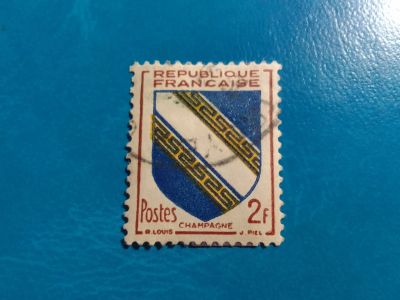 REPUBLIQUE
FRANCAISE
Postes 2F
CHAMPAGNE
R. LOUIS J. PIEL